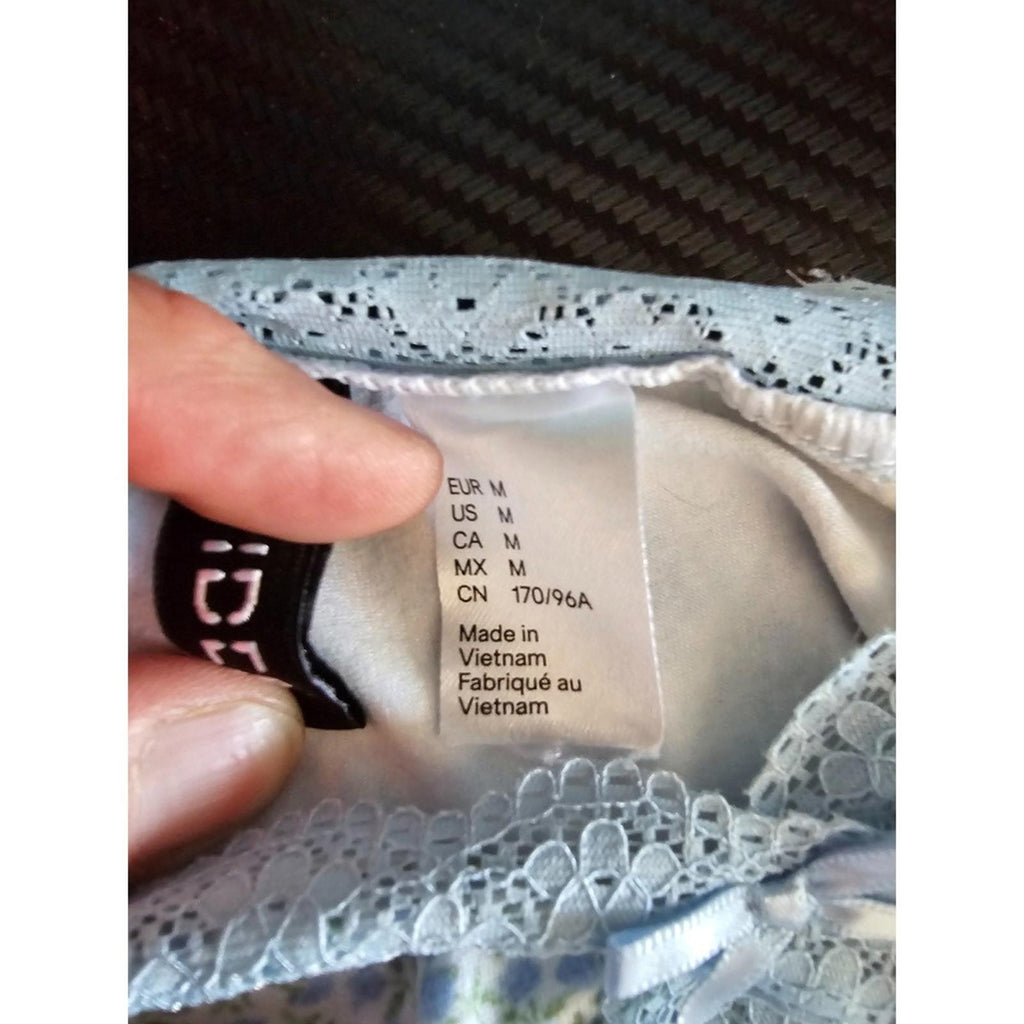 EUR M
US M
CA M
MX M
CN 170/96A
Made in
Vietnam
Fabriqué au
Vietnam